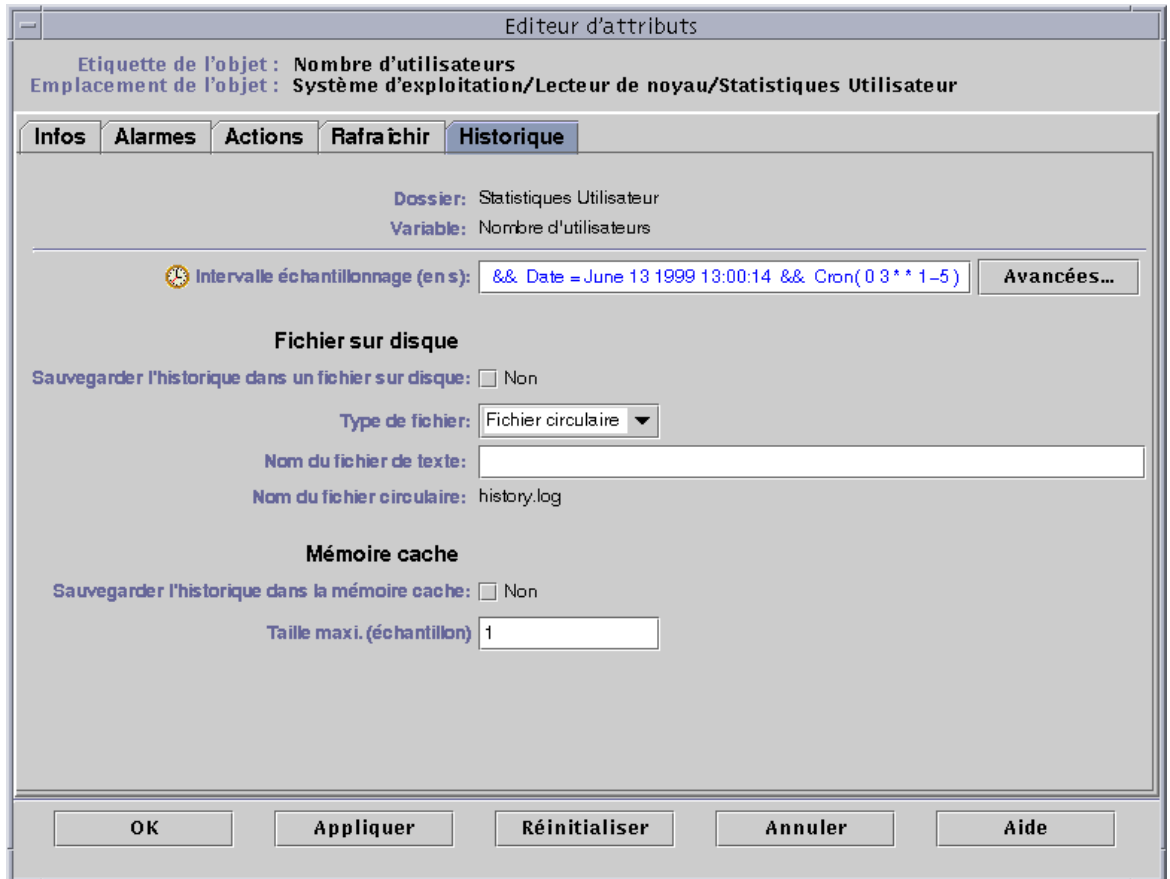 Editeur d'attributs
Etiquette de l'objet : Nombre d'utilisateurs
Emplacement de l'objet : Système d'exploitation/Lecteur de noyau/Statistiques Utilisateur
Infos Alarmes Actions Rafraîchir Historique
Dossier: Statistiques Utilisateur
Variable: Nombre d'utilisateurs
Intervalle échantillonnage (en s): && Date = June 13 1999 13:00:14 && Cron( 0 3 * * 1–5 ) Avancées...
Fichier sur disque
Sauvegarder l'historique dans un fichier sur disque: Non
Type de fichier: Fichier circulaire
Nom du fichier de texte:
Nom du fichier circulaire: history.log
Mémoire cache
Sauvegarder l'historique dans la mémoire cache: Non
Taille maxi. (échantillon) 1
OK Appliquer Réinitialiser Annuler Aide